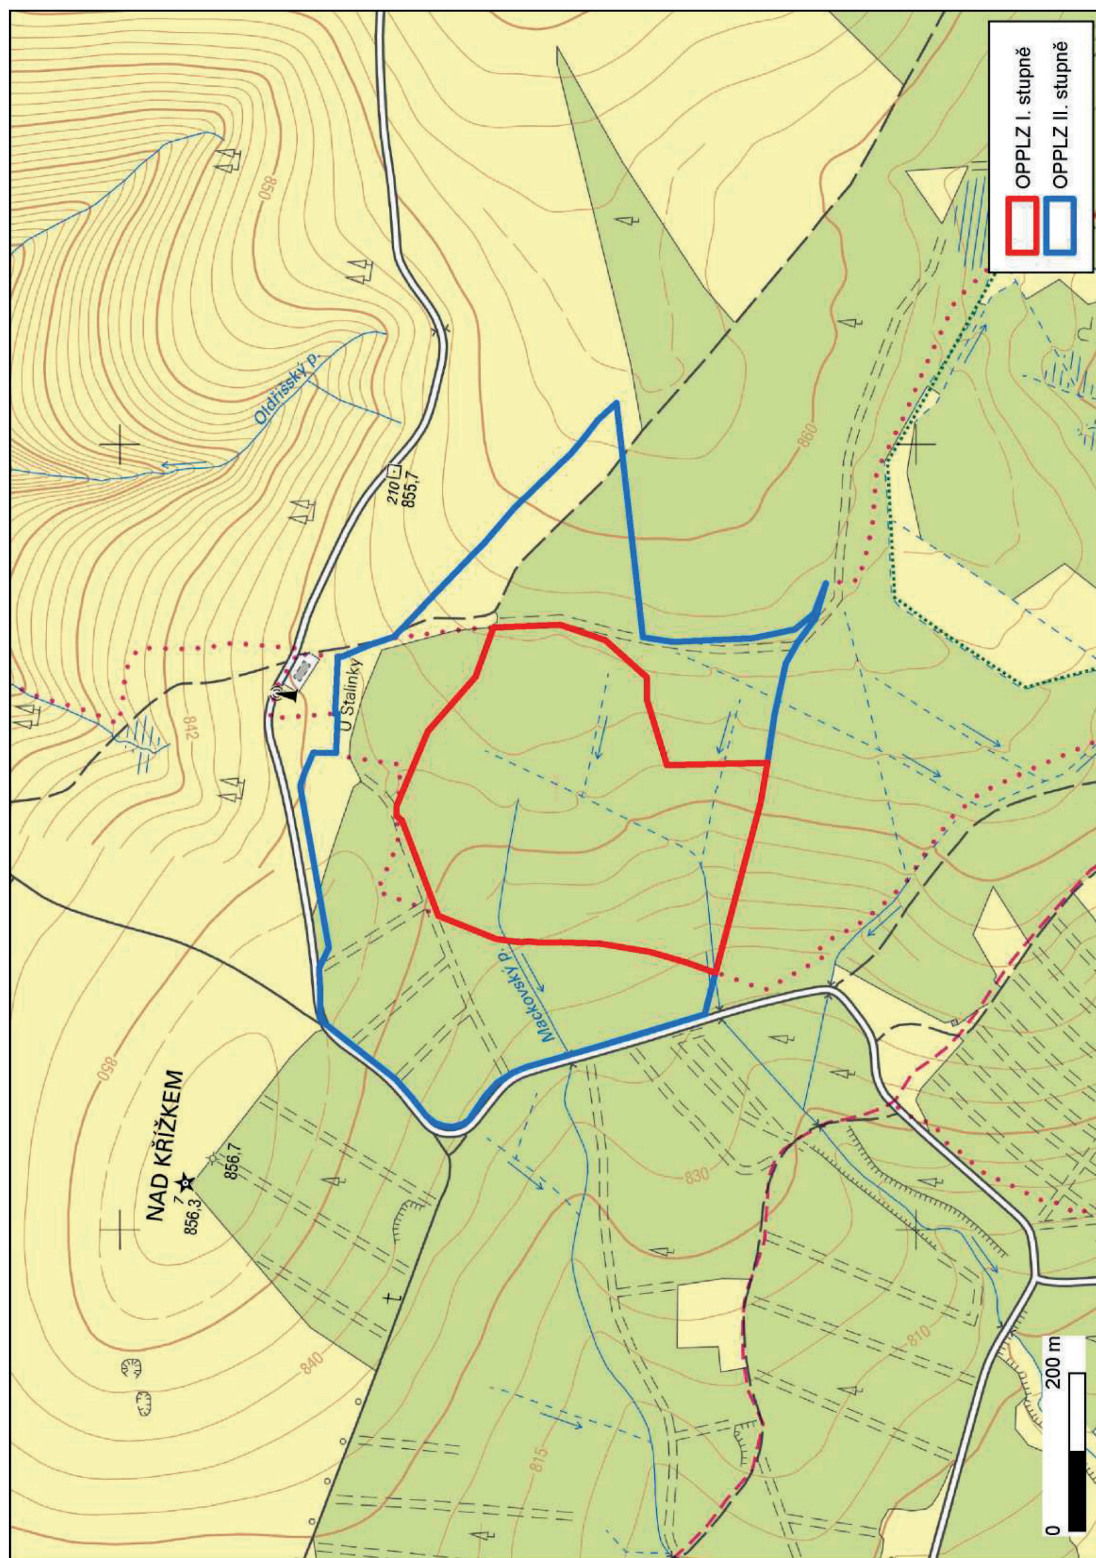 OPPLZ I. stupně
OPPLZ II. stupně
850
Oldřišský p.
210
855,7
860
842
U Stalinky
Mackovský p.
850
NAD KŘÍŽKEM
7
856,3
856,7
830
840
810
815
0
200 m